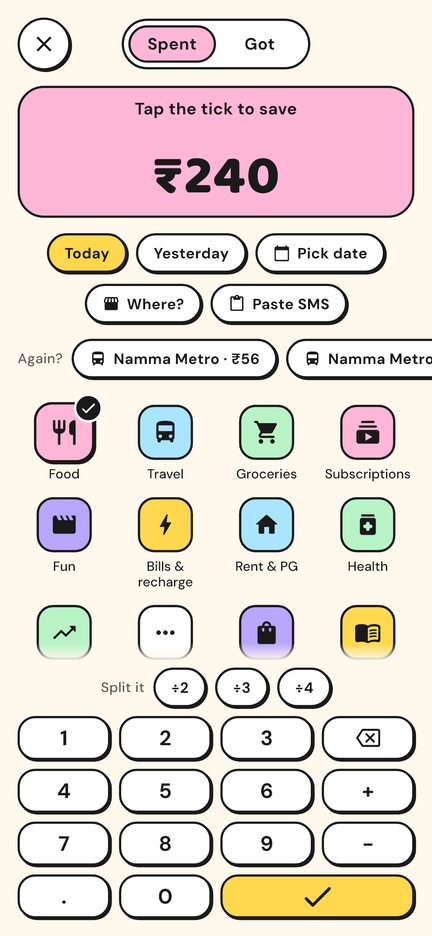 Spent Got
Tap the tick to save
₹240
Today Yesterday Pick date
Where? Paste SMS
Again? Namma Metro · ₹56 Namma Metro
Food Travel Groceries Subscriptions
Fun Bills & recharge Rent & PG Health
Split it ÷2 ÷3 ÷4
1 2 3
4 5 6 +
7 8 9 −
. 0